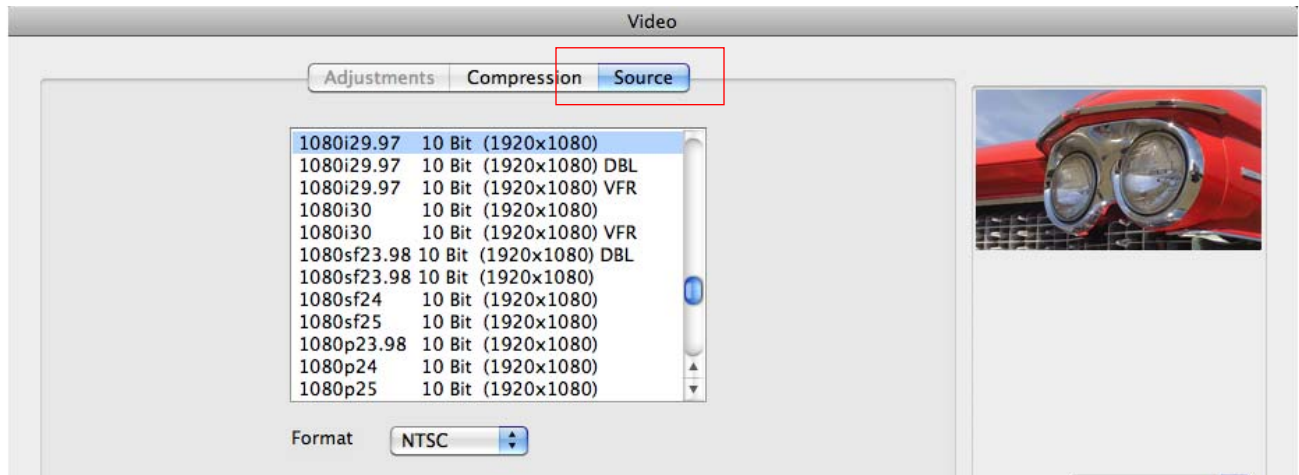 Video
Adjustments Compression Source
1080i29.97 10 Bit (1920x1080)
1080i29.97 10 Bit (1920x1080) DBL
1080i29.97 10 Bit (1920x1080) VFR
1080i30 10 Bit (1920x1080)
1080i30 10 Bit (1920x1080) VFR
1080sf23.98 10 Bit (1920x1080) DBL
1080sf23.98 10 Bit (1920x1080)
1080sf24 10 Bit (1920x1080)
1080sf25 10 Bit (1920x1080)
1080p23.98 10 Bit (1920x1080)
1080p24 10 Bit (1920x1080)
1080p25 10 Bit (1920x1080)
Format NTSC